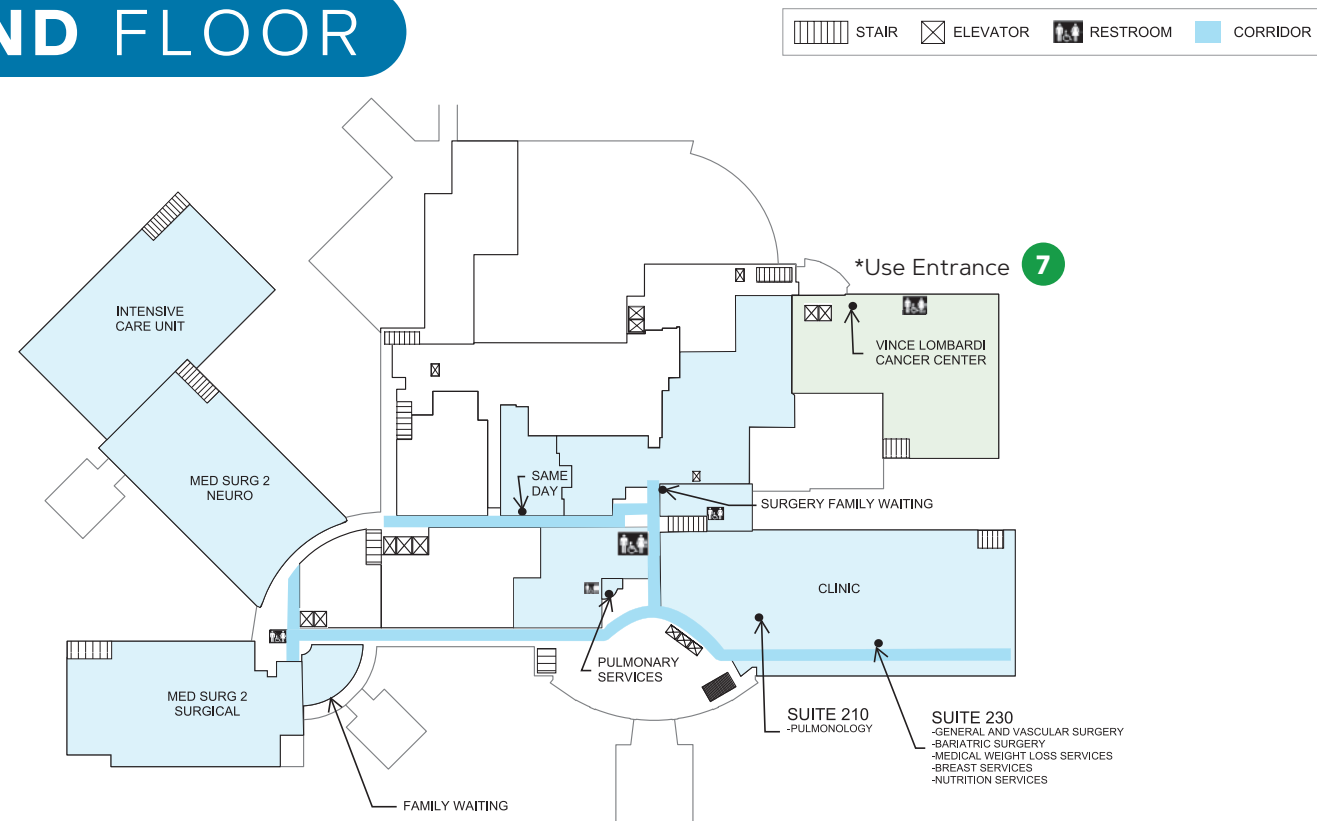 ND FLOOR
STAIR
ELEVATOR
RESTROOM
CORRIDOR
*Use Entrance 7
INTENSIVE
CARE UNIT
VINCE LOMBARDI
CANCER CENTER
MED SURG 2
NEURO
SAME
DAY
SURGERY FAMILY WAITING
CLINIC
PULMONARY
SERVICES
MED SURG 2
SURGICAL
SUITE 210
-PULMONOLOGY
SUITE 230
-GENERAL AND VASCULAR SURGERY
-BARIATRIC SURGERY
-MEDICAL WEIGHT LOSS SERVICES
-BREAST SERVICES
-NUTRITION SERVICES
FAMILY WAITING